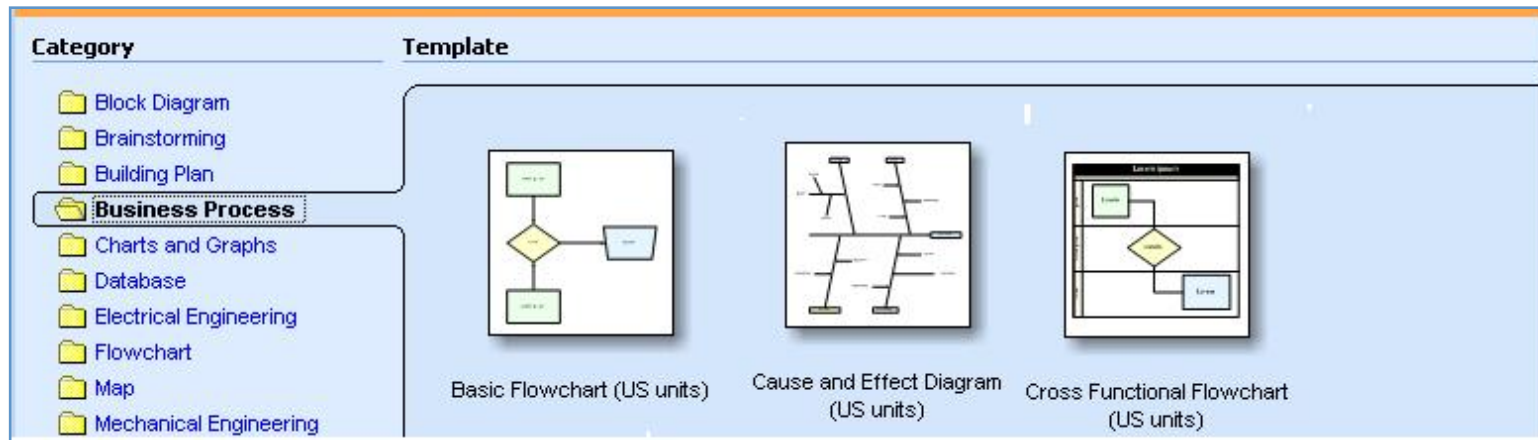 Category
Template
Block Diagram
Brainstorming
Building Plan
Business Process
Charts and Graphs
Database
Electrical Engineering
Flowchart
Map
Mechanical Engineering
Basic Flowchart (US units)
Cause and Effect Diagram
(US units)
Cross Functional Flowchart
(US units)